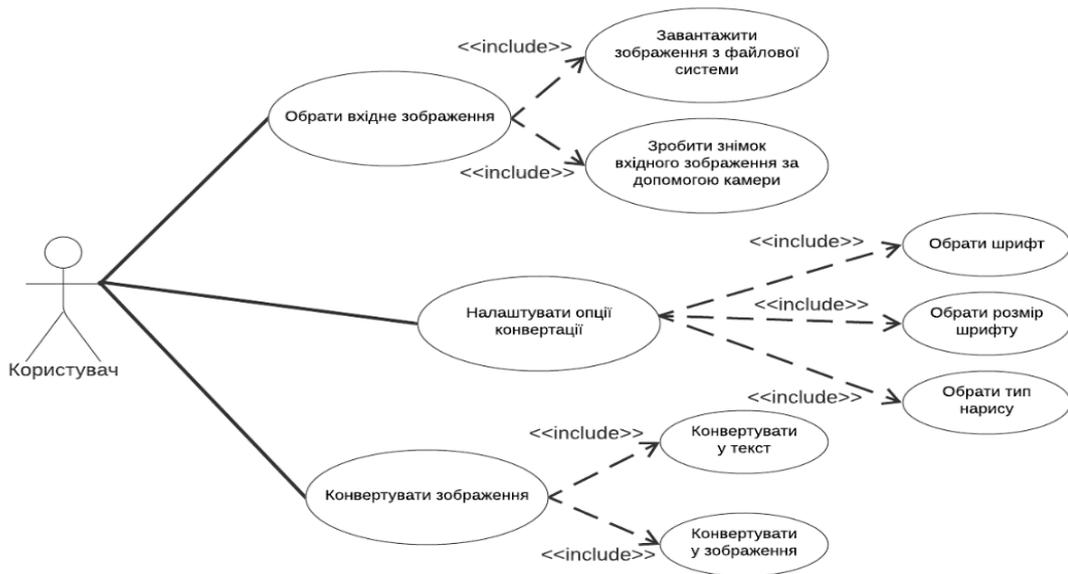 <<include>>
Завантажити
зображення з файлової
системи
Обрати вхідне зображення
<<include>>
Зробити знімок
вхідного зображення за
допомогою камери
<<include>>
Обрати шрифт
Налаштувати опції
конвертації
<<include>>
Обрати розмір
шрифту
<<include>>
Обрати тип
нарису
Користувач
<<include>>
Конвертувати
у текст
Конвертувати зображення
<<include>>
Конвертувати
у зображення